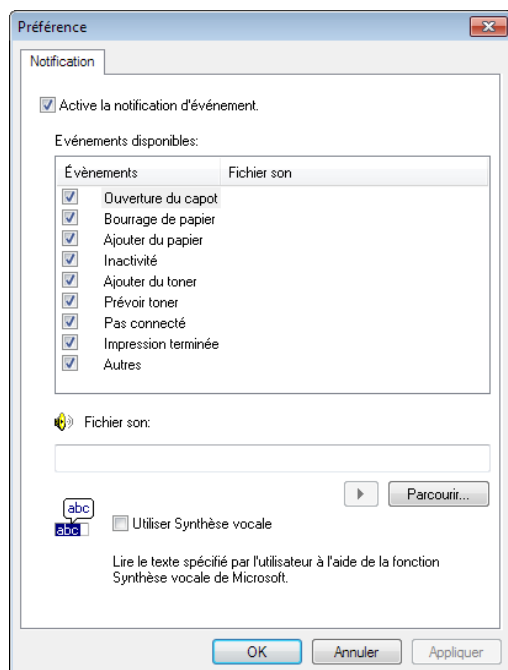 Préférence
Notification
Active la notification d'événement.
Evénements disponibles:
Évènements Fichier son
Ouverture du capot
Bourrage de papier
Ajouter du papier
Inactivité
Ajouter du toner
Prévoir toner
Pas connecté
Impression terminée
Autres
Fichier son:
Parcourir...
abc
abc
Utiliser Synthèse vocale
Lire le texte spécifié par l'utilisateur à l'aide de la fonction
Synthèse vocale de Microsoft.
OK Annuler Appliquer